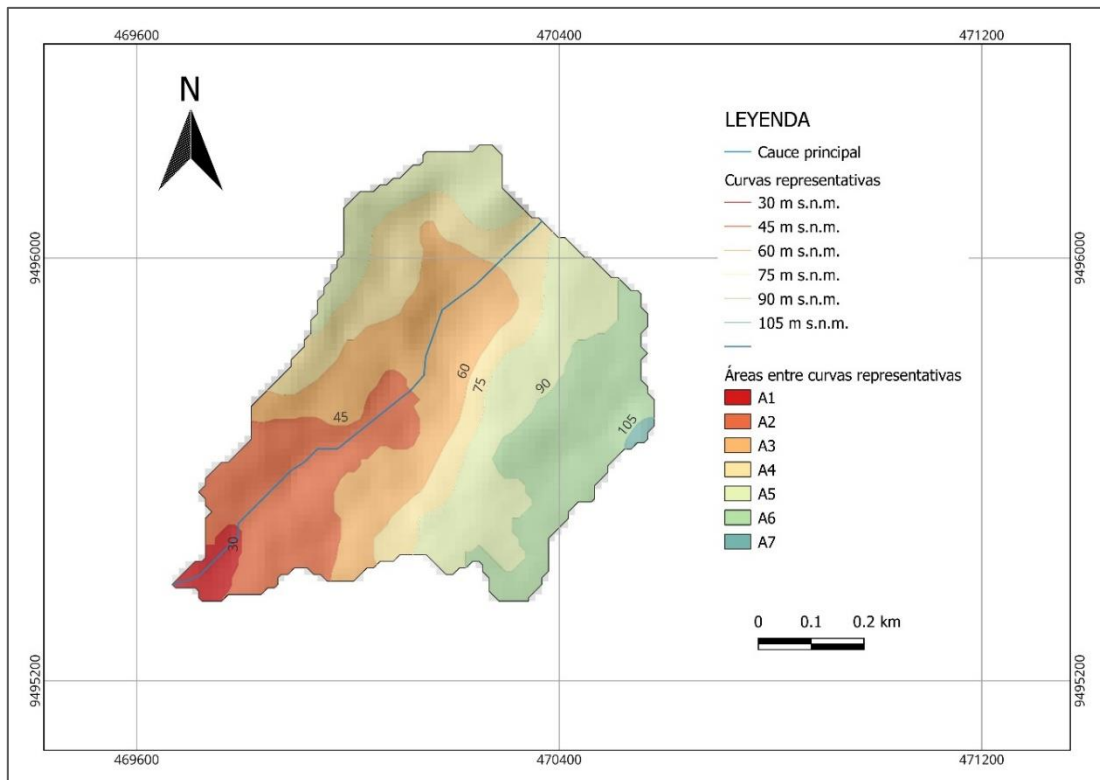 469600
470400
471200
N
9496000
9496000
LEYENDA
Cauce principal
Curvas representativas
30 m s.n.m.
45 m s.n.m.
60 m s.n.m.
75 m s.n.m.
90 m s.n.m.
105 m s.n.m.
Áreas entre curvas representativas
A1
A2
A3
A4
A5
A6
A7
60
75
90
45
105
30
0 0.1 0.2 km
9495200
9495200
469600
470400
471200